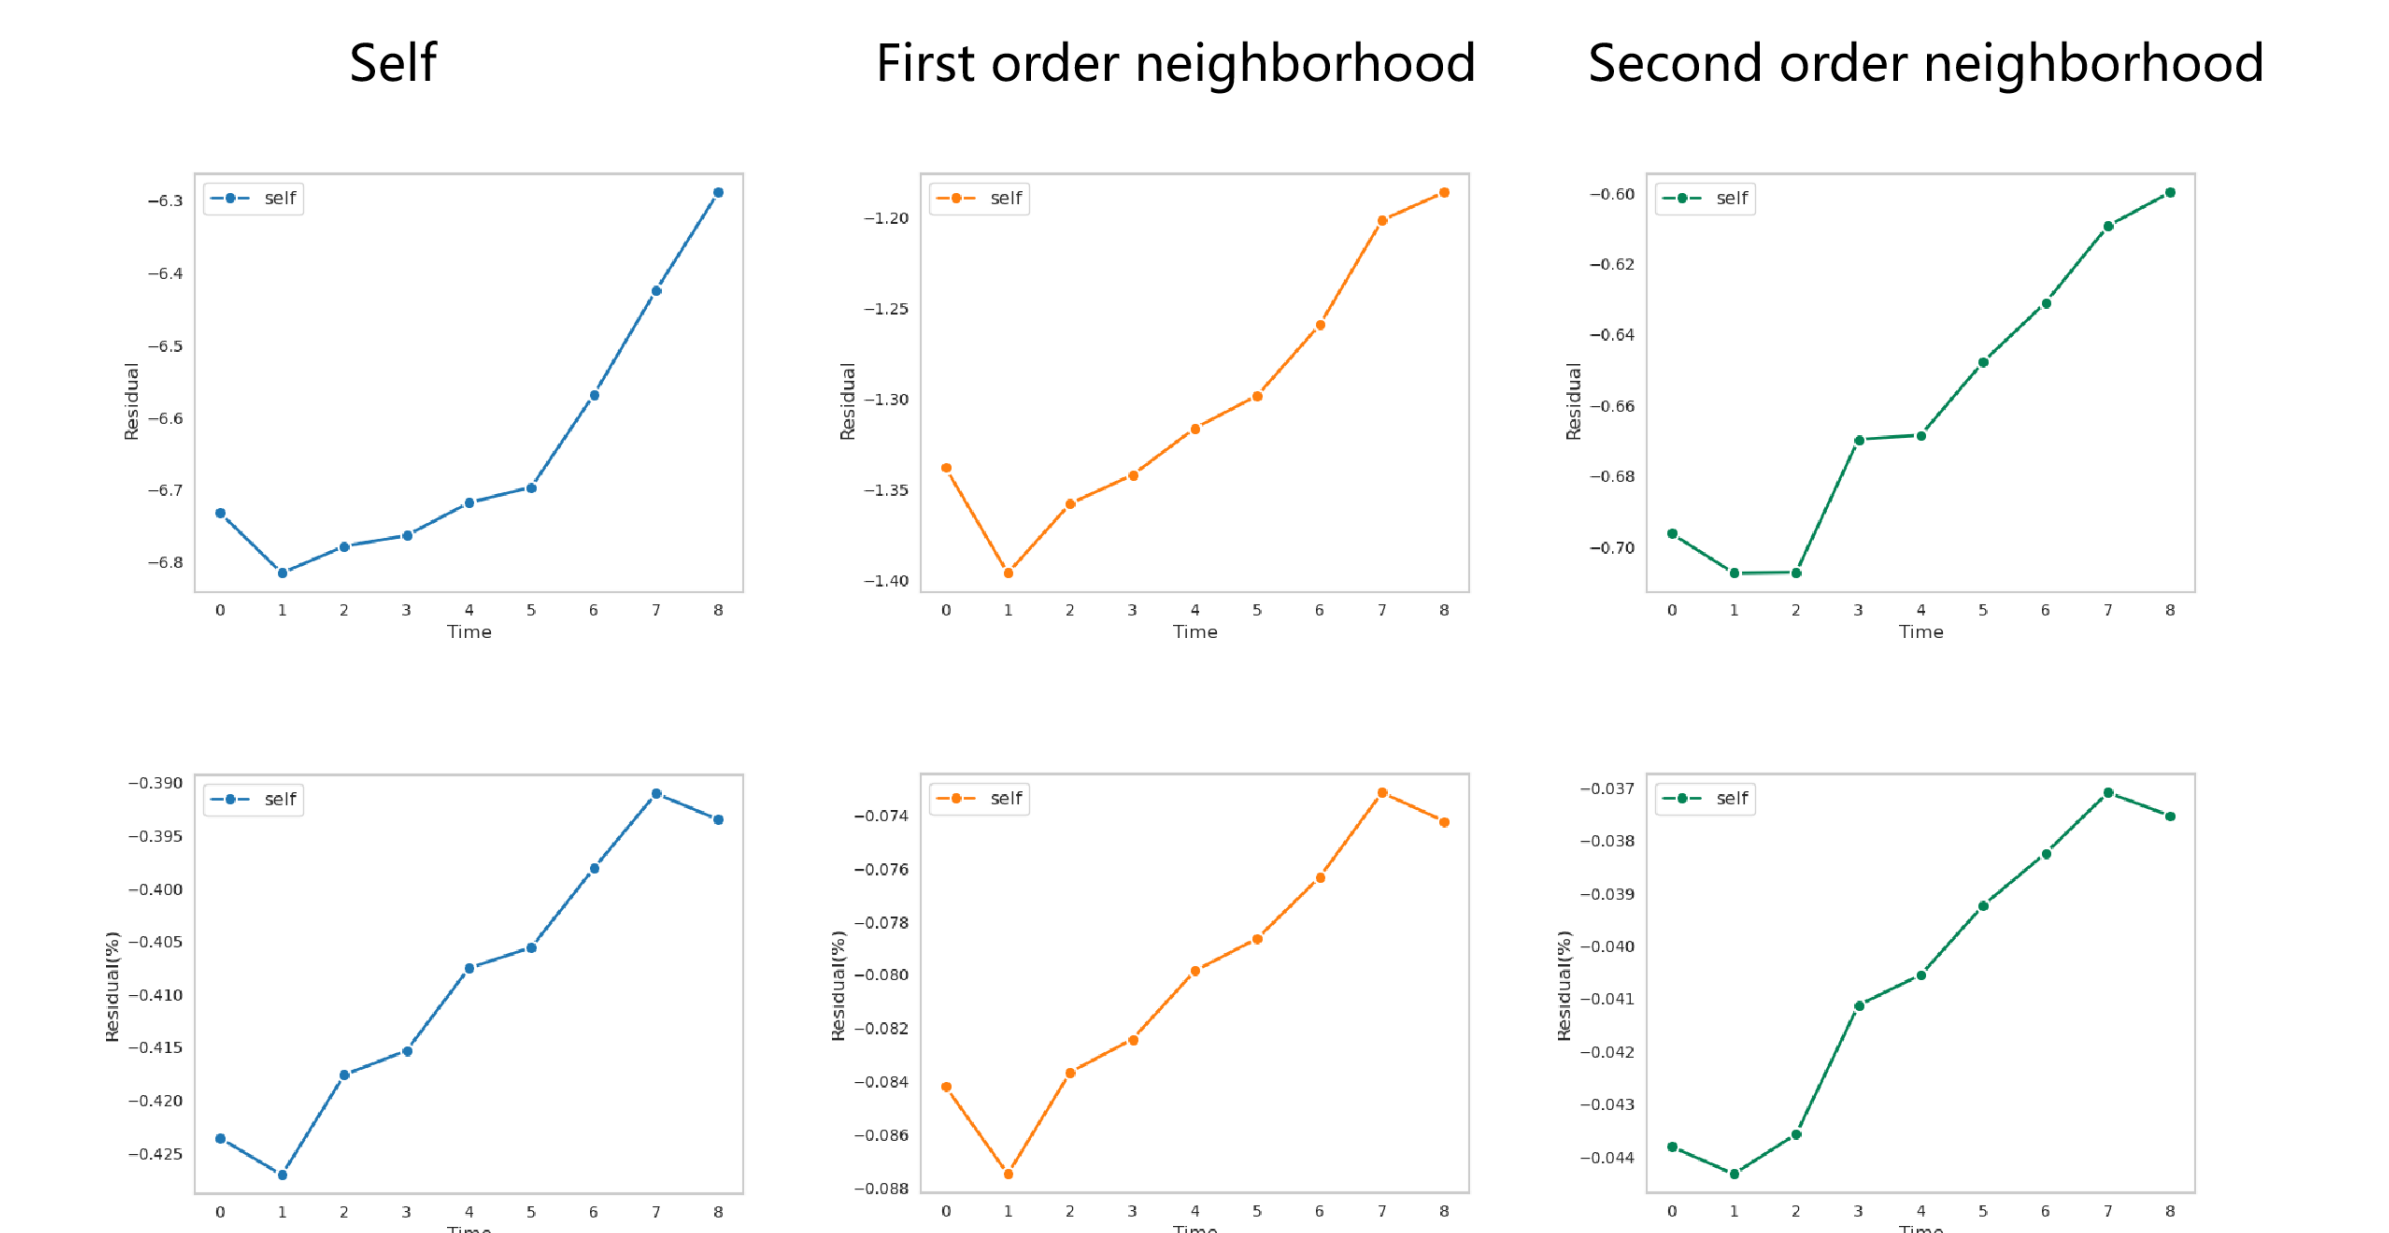 Self
First order neighborhood
Second order neighborhood
self
−6.3
−6.4
−6.5
−6.6
−6.7
−6.8
Residual
0 1 2 3 4 5 6 7 8
Time
self
−1.20
−1.25
−1.30
−1.35
−1.40
Residual
0 1 2 3 4 5 6 7 8
Time
self
−0.60
−0.62
−0.64
−0.66
−0.68
−0.70
Residual
0 1 2 3 4 5 6 7 8
Time
self
−0.390
−0.395
−0.400
−0.405
−0.410
−0.415
−0.420
−0.425
Residual(%)
0 1 2 3 4 5 6 7 8
Time
self
−0.074
−0.076
−0.078
−0.080
−0.082
−0.084
−0.086
−0.088
Residual(%)
0 1 2 3 4 5 6 7 8
Time
self
−0.037
−0.038
−0.039
−0.040
−0.041
−0.042
−0.043
−0.044
Residual(%)
0 1 2 3 4 5 6 7 8
Time